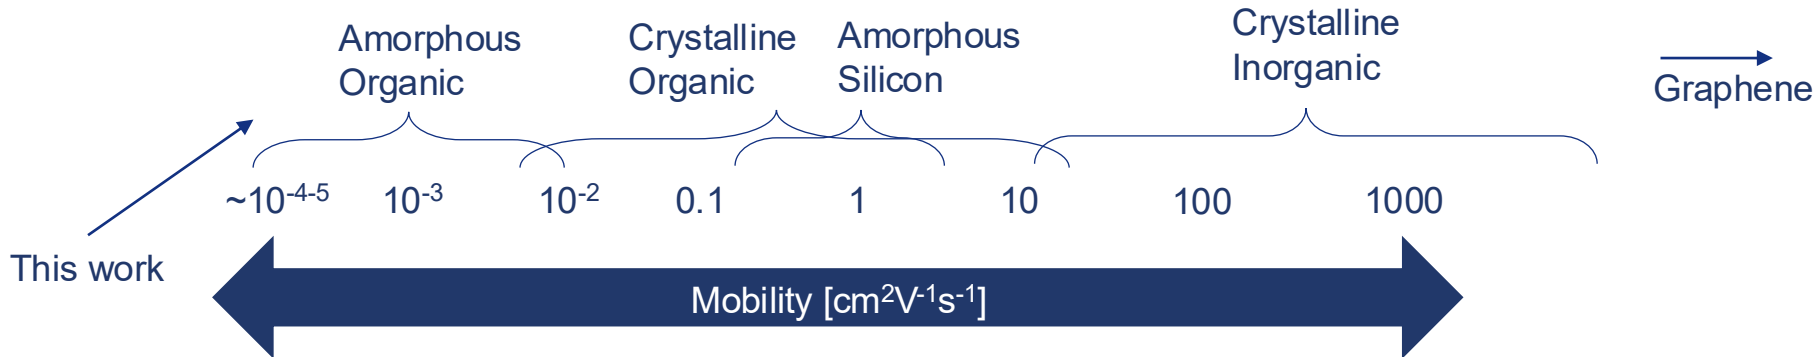 Amorphous
Organic
Crystalline
Organic
Amorphous
Silicon
Crystalline
Inorganic
Graphene
~10⁻⁴⁻⁵ 10⁻³ 10⁻² 0.1 1 10 100 1000
This work
Mobility [cm²V⁻¹s⁻¹]